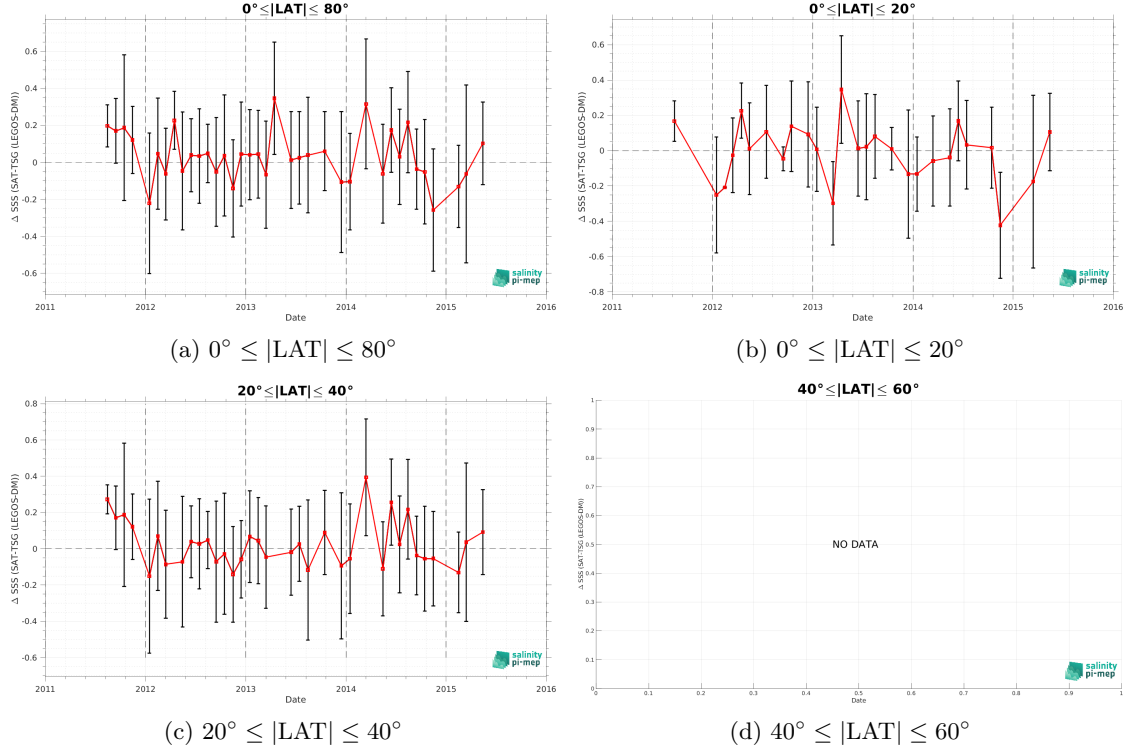 0°≤|LAT|≤ 80°
Δ SSS (SAT-TSG (LEGOS-DM))
0.6
0.4
0.2
0
-0.2
-0.4
-0.6
2011 2012 2013 2014 2015 2016
Date
salinity
pi-mep
(a) 0° ≤ |LAT| ≤ 80°
0°≤|LAT|≤ 20°
Δ SSS (SAT-TSG (LEGOS-DM))
0.6
0.4
0.2
0
-0.2
-0.4
-0.6
-0.8
2011 2012 2013 2014 2015 2016
Date
salinity
pi-mep
(b) 0° ≤ |LAT| ≤ 20°
20°≤|LAT|≤ 40°
Δ SSS (SAT-TSG (LEGOS-DM))
0.8
0.6
0.4
0.2
0
-0.2
-0.4
-0.6
2011 2012 2013 2014 2015 2016
Date
salinity
pi-mep
(c) 20° ≤ |LAT| ≤ 40°
40°≤|LAT|≤ 60°
Δ SSS (SAT-TSG (LEGOS-DM))
1
0.9
0.8
0.7
0.6
0.5
0.4
0.3
0.2
0.1
0
NO DATA
0 0.1 0.2 0.3 0.4 0.5 0.6 0.7 0.8 0.9 1
Date
salinity
pi-mep
(d) 40° ≤ |LAT| ≤ 60°